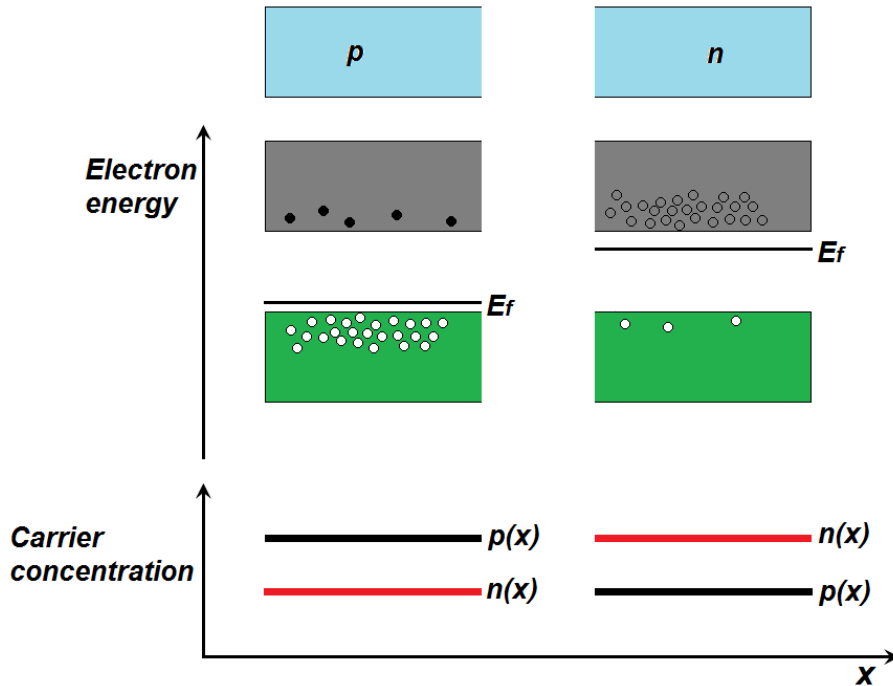 p
n
Electron
energy
Ef
Ef
p(x)
n(x)
Carrier
concentration
n(x)
p(x)
x